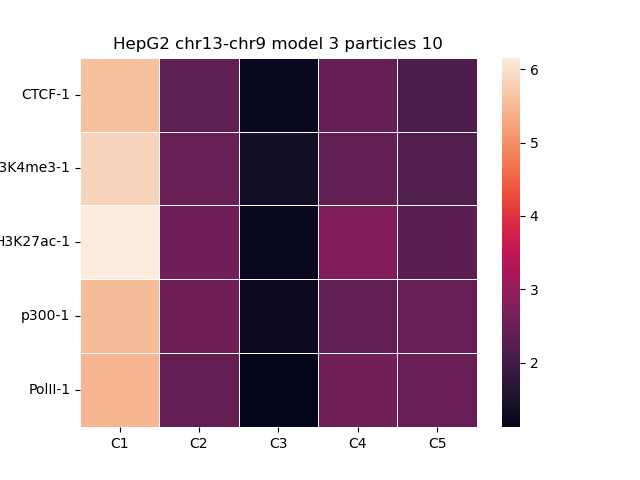 HepG2 chr13-chr9 model 3 particles 10
CTCF-1
3K4me3-1
H3K27ac-1
p300-1
PolII-1
C1 C2 C3 C4 C5
6
5
4
3
2